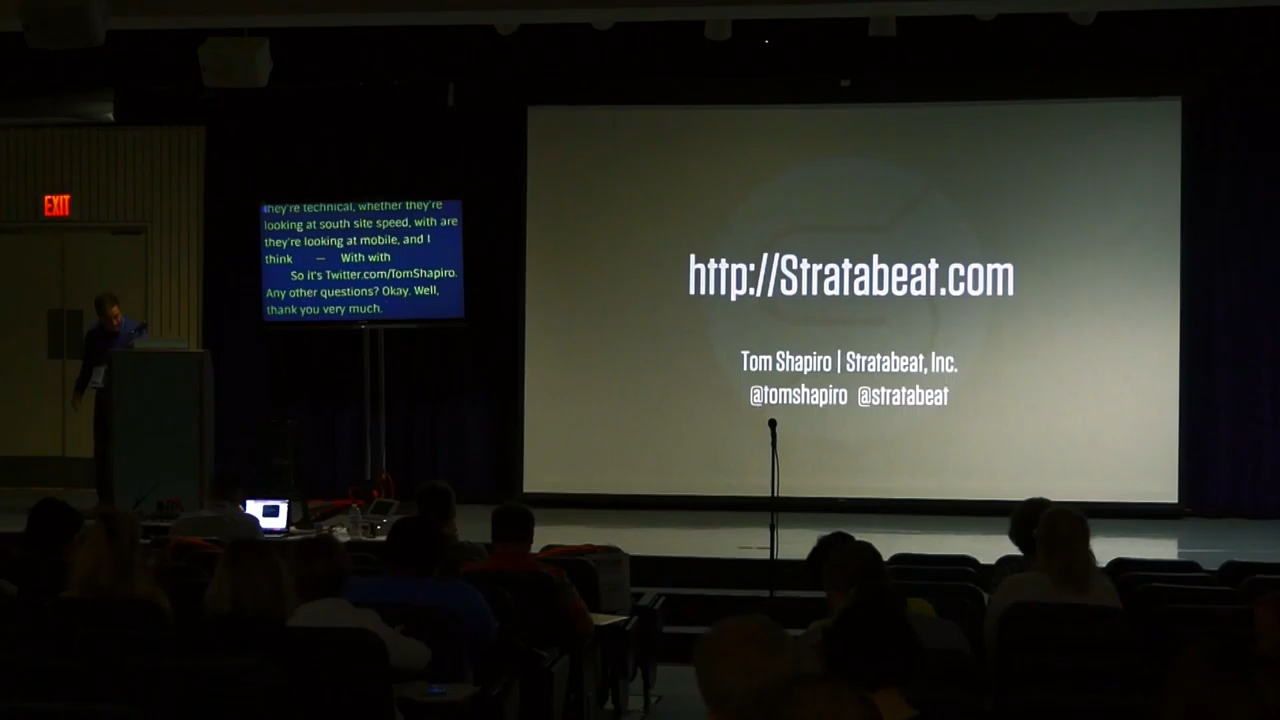 EXIT
they're technical, whether they're
looking at south site speed, with are
they're looking at mobile, and I
think — With with
So it's Twitter.com/TomShapiro.
Any other questions? Okay. Well,
thank you very much.
http://Stratabeat.com
Tom Shapiro | Stratabeat, Inc.
@tomshapiro @stratabeat